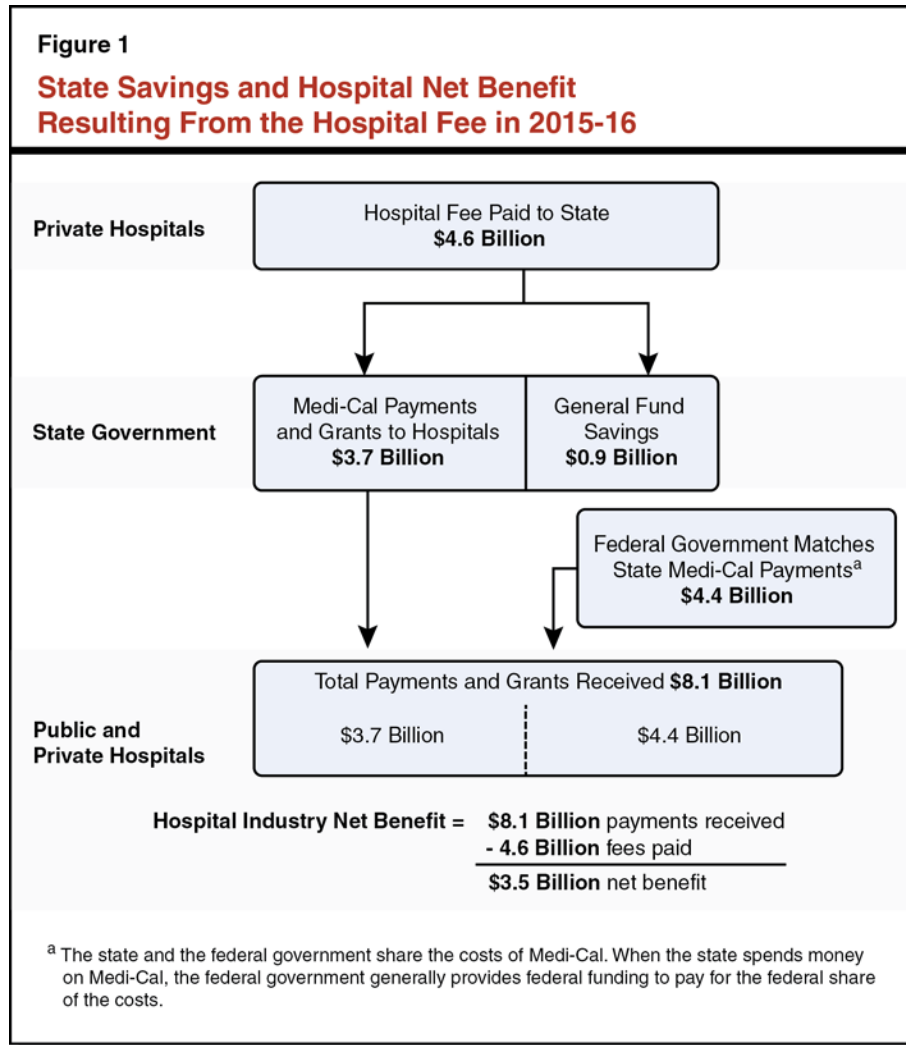 Figure 1
State Savings and Hospital Net Benefit
Resulting From the Hospital Fee in 2015-16
Private Hospitals
Hospital Fee Paid to State
$4.6 Billion
State Government
Medi-Cal Payments
and Grants to Hospitals
$3.7 Billion
General Fund
Savings
$0.9 Billion
Federal Government Matches
State Medi-Cal Paymentsa
$4.4 Billion
Public and
Private Hospitals
Total Payments and Grants Received $8.1 Billion
$3.7 Billion
$4.4 Billion
Hospital Industry Net Benefit = $8.1 Billion payments received
- 4.6 Billion fees paid
$3.5 Billion net benefit
a The state and the federal government share the costs of Medi-Cal. When the state spends money
on Medi-Cal, the federal government generally provides federal funding to pay for the federal share
of the costs.